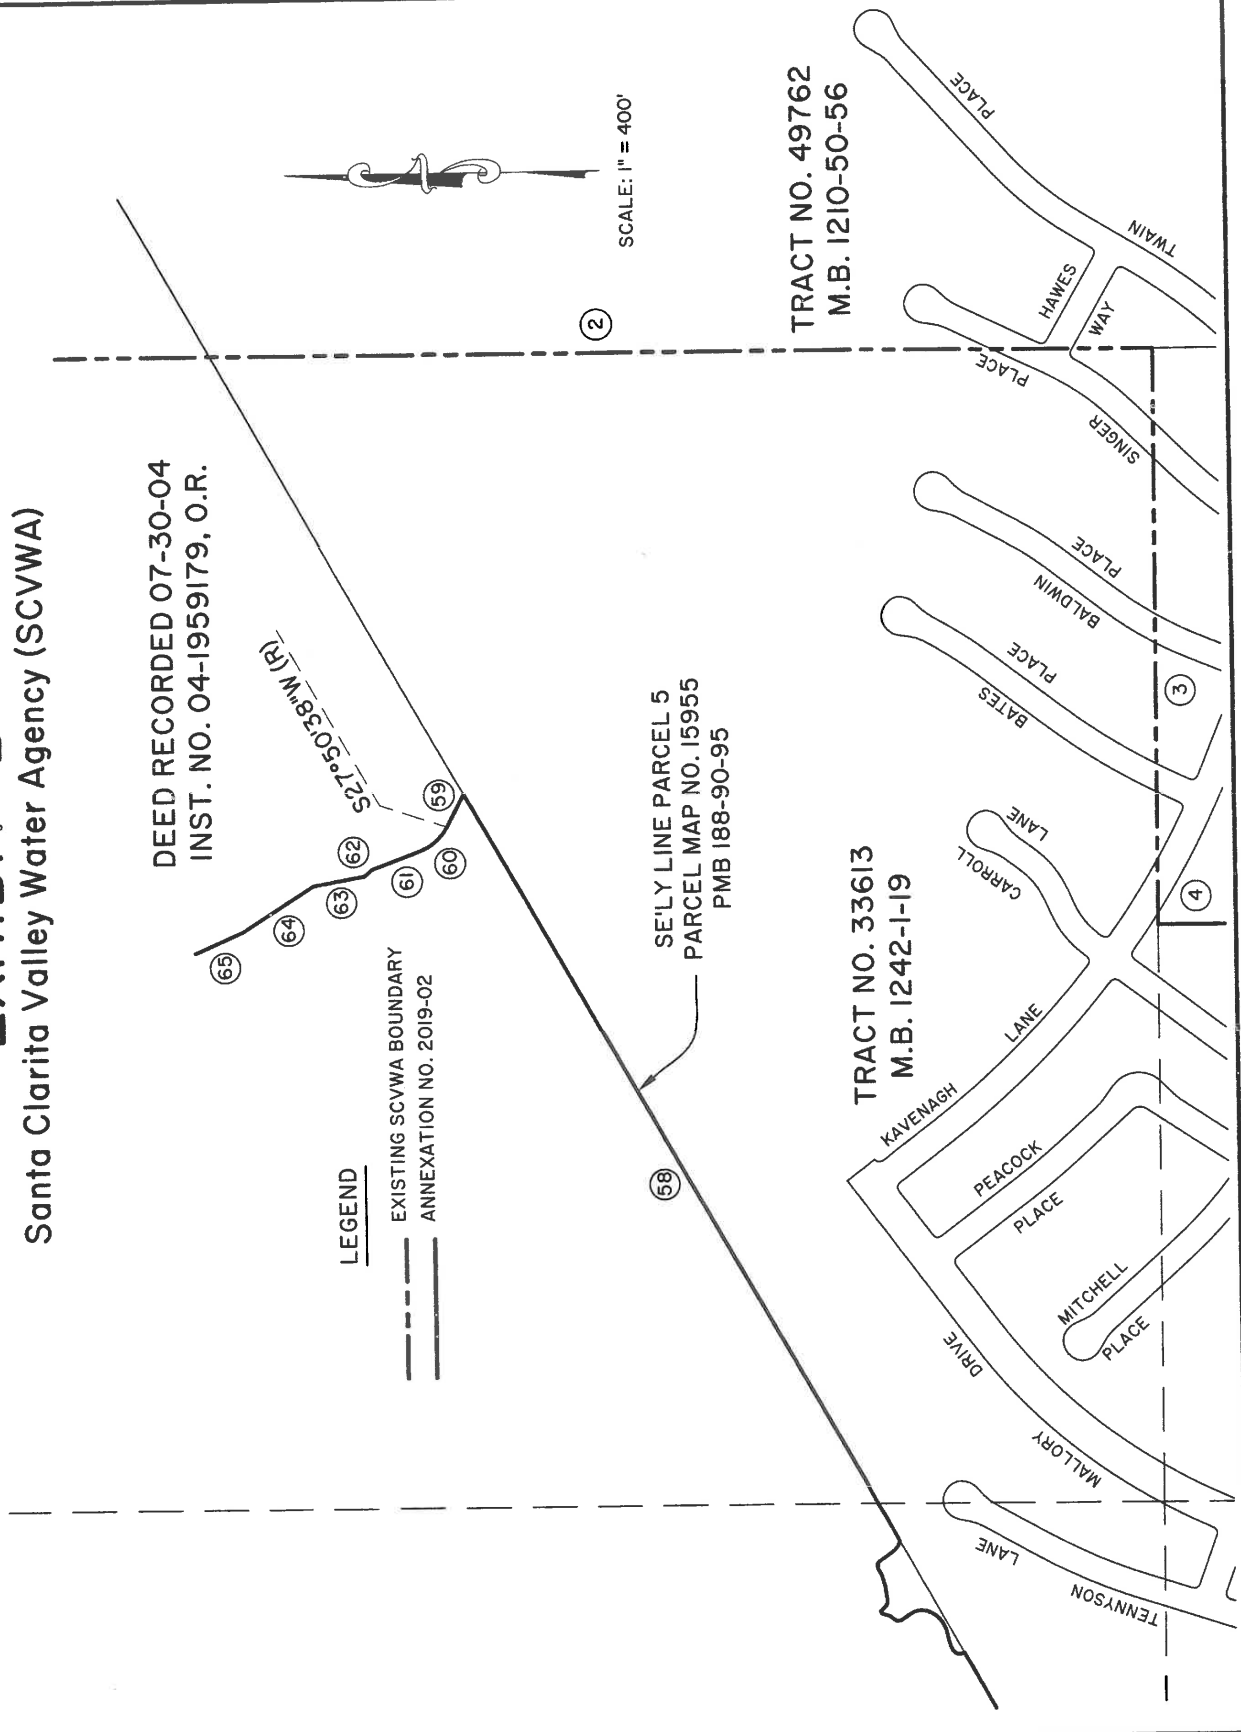 Santa Clarita Valley Water Agency (SCVWA)
DEED RECORDED 07-30-04
INST. NO. 04-1959179, O.R.
S27°50'38"W (R)
SCALE: 1" = 400'
TRACT NO. 49762
M.B. 1210-50-56
LEGEND
EXISTING SCVWA BOUNDARY
ANNEXATION NO. 2019-02
SE'LY LINE PARCEL 5
PARCEL MAP NO. 15955
PMB 188-90-95
TRACT NO. 33613
M.B. 1242-1-19
65
64
63
62
61
60
59
58
2
3
4
TENNYSON
LANE
MALLORY
DRIVE
MITCHELL
PLACE
PEACOCK
PLACE
KAVENAGH
LANE
CARROLL
LANE
BATES
PLACE
BALDWIN
PLACE
SINGER
PLACE
HAWES
WAY
TWAIN
PLACE